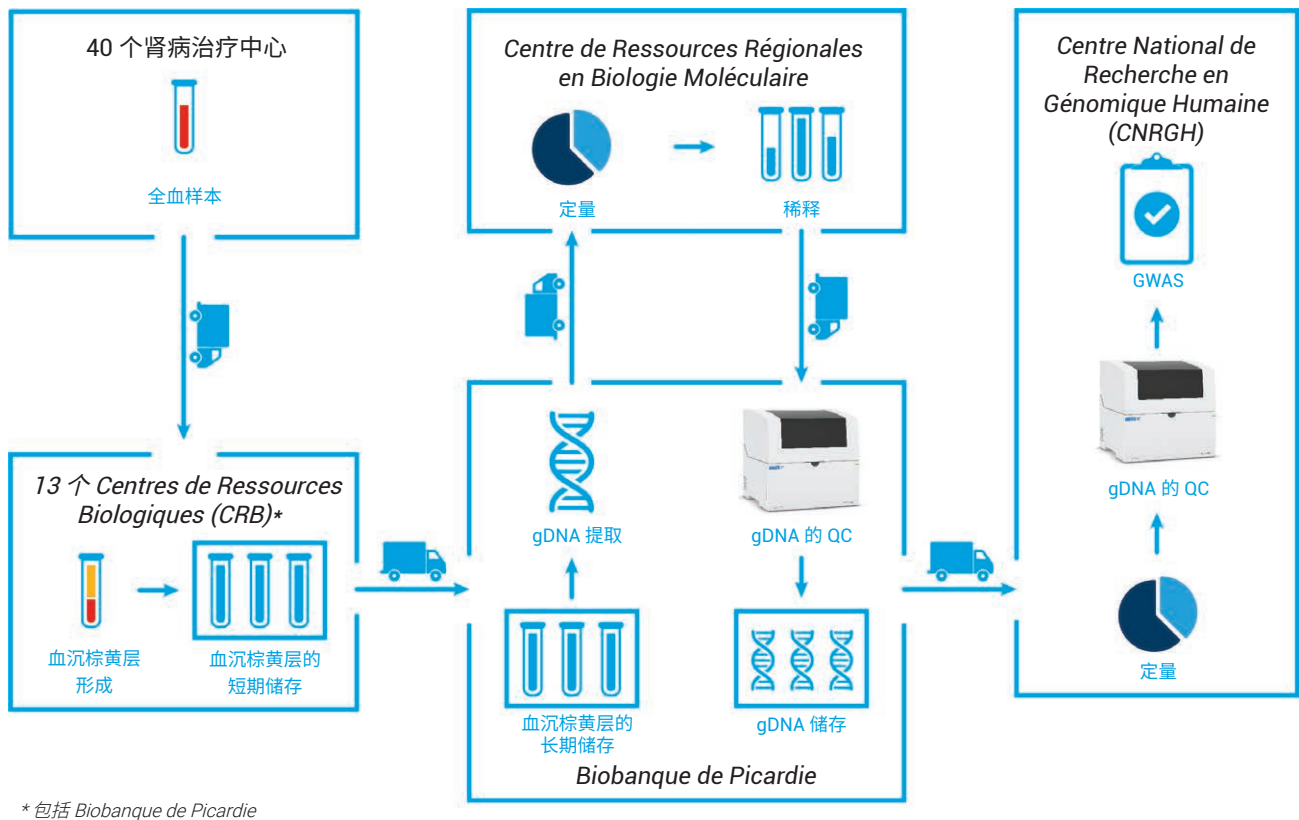 40 个肾病治疗中心
全血样本
13 个 Centres de Ressources
Biologiques (CRB)*
血沉棕黄层
形成
血沉棕黄层的
短期储存
Centre de Ressources Régionales
en Biologie Moléculaire
定量
稀释
gDNA 提取
gDNA 的 QC
血沉棕黄层的
长期储存
gDNA 储存
Biobanque de Picardie
Centre National de
Recherche en
Génomique Humaine
(CNRGH)
GWAS
gDNA 的 QC
定量
* 包括 Biobanque de Picardie